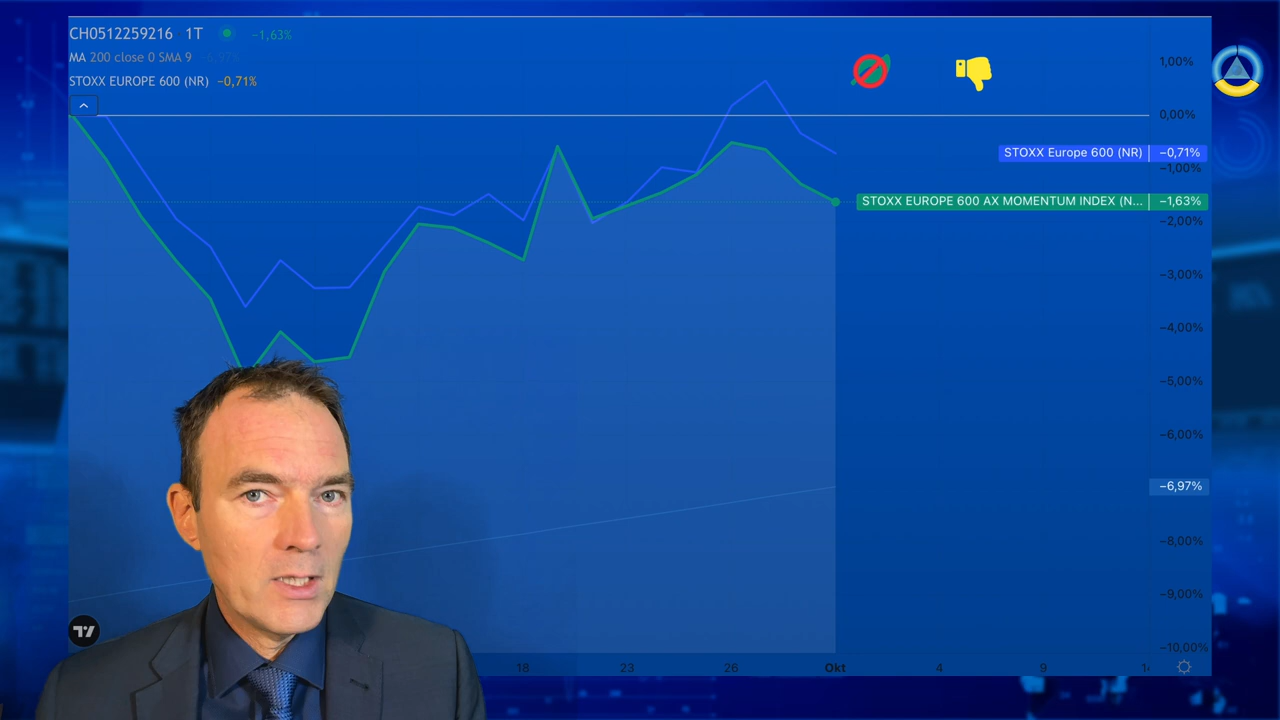 CH0512259216 1T −1,63%
MA 200 close 0 SMA 9 −6,97%
STOXX EUROPE 600 (NR) −0,71%
1,00%
0,00%
STOXX Europe 600 (NR) −0,71%
−1,00%
STOXX EUROPE 600 AX MOMENTUM INDEX (N... −1,63%
−2,00%
−3,00%
−4,00%
−5,00%
−6,00%
−6,97%
−8,00%
−9,00%
−10,00%
18 23 26 Okt 4 9